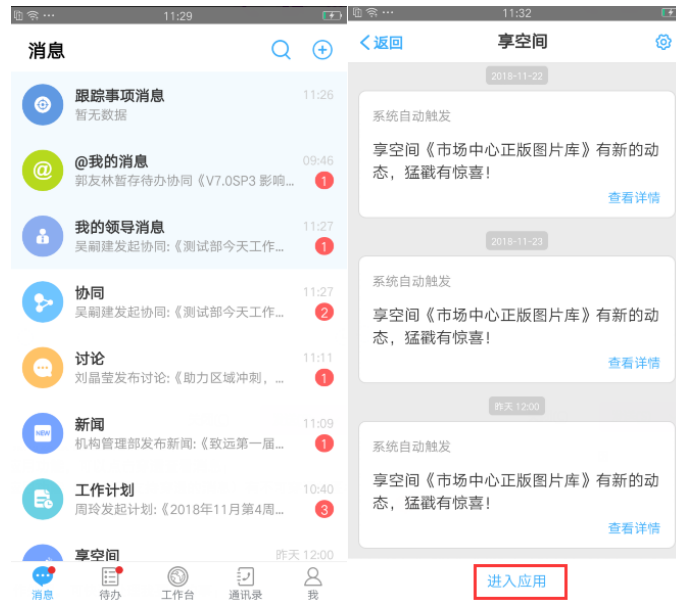 11:29
消息
跟踪事项消息
11:26
暂无数据
@我的消息
09:46
郭友林暂存待办协同《V7.0SP3 影响...
1
我的领导消息
11:27
吴嗣建发起协同:《测试部今天工作...
1
协同
11:27
吴嗣建发起协同:《测试部今天工作...
2
讨论
11:11
刘晶莹发布讨论:《助力区域冲刺，...
1
NEW
新闻
11:09
机构管理部发布新闻:《致远第一届...
1
工作计划
10:40
周玲发起计划:《2018年11月第4周...
3
享空间
昨天 12:00
消息
待办
工作台
通讯录
我
11:32
返回
享空间
2018-11-22
系统自动触发
享空间《市场中心正版图片库》有新的动
态，猛戳有惊喜!
查看详情
2018-11-23
系统自动触发
享空间《市场中心正版图片库》有新的动
态，猛戳有惊喜!
查看详情
昨天 12:00
系统自动触发
享空间《市场中心正版图片库》有新的动
态，猛戳有惊喜!
查看详情
进入应用